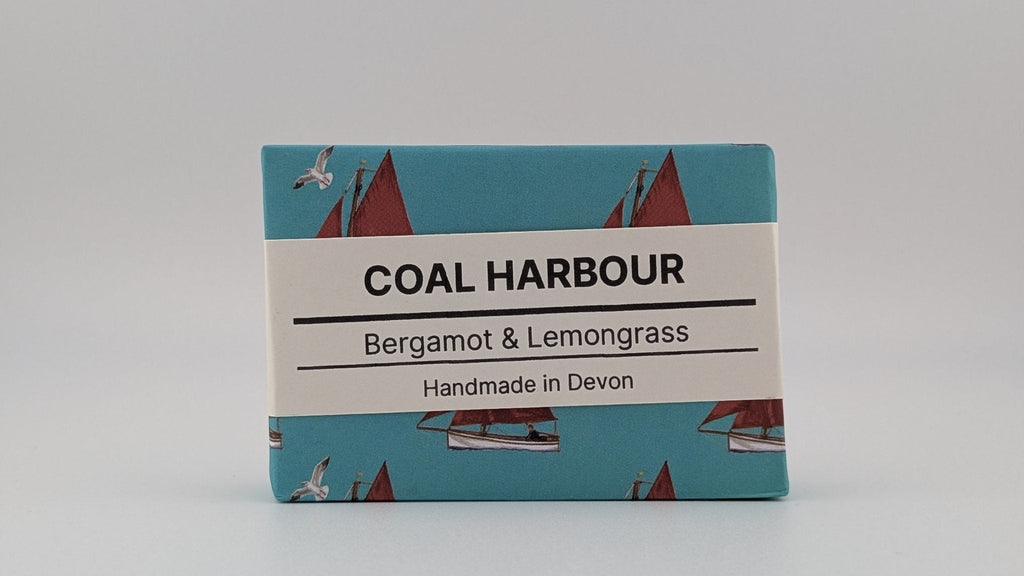 COAL HARBOUR
Bergamot & Lemongrass
Handmade in Devon